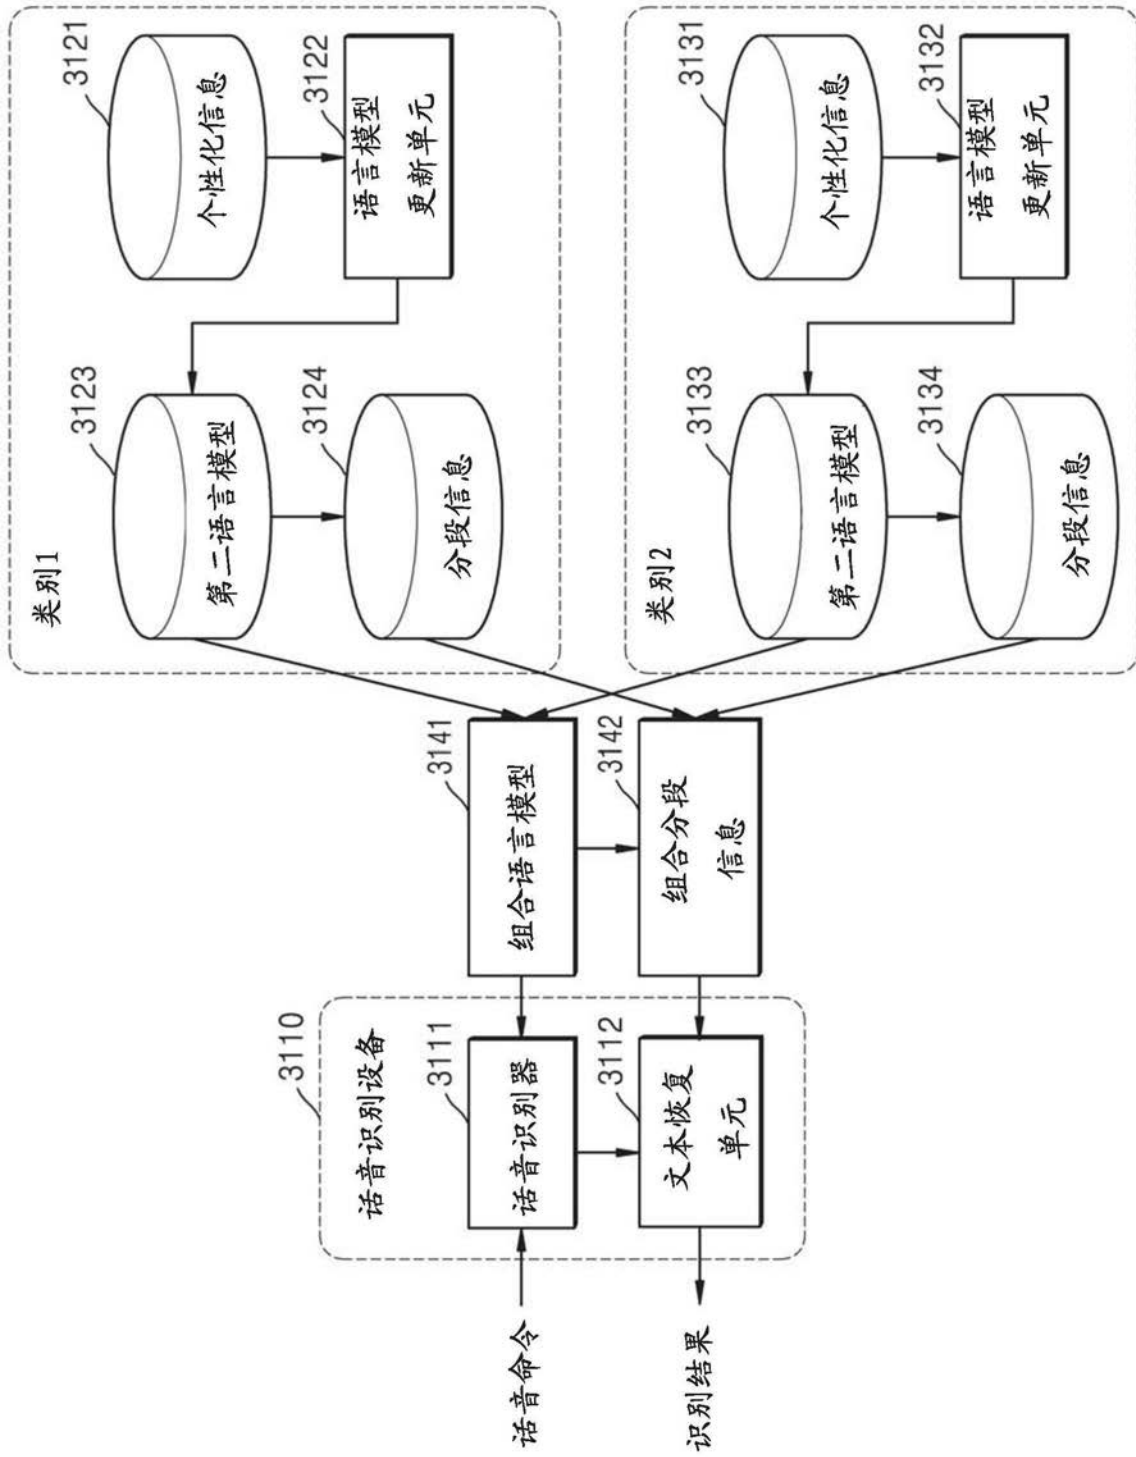 话音命令
识别结果
3110
话音识别设备
3111
话音识别器
3112
文本恢复
单元
3141
组合语言模型
3142
组合分段
信息
类别1
3123
第二语言模型
3124
分段信息
3121
个性化信息
3122
语言模型
更新单元
类别2
3133
第二语言模型
3134
分段信息
3131
个性化信息
3132
语言模型
更新单元